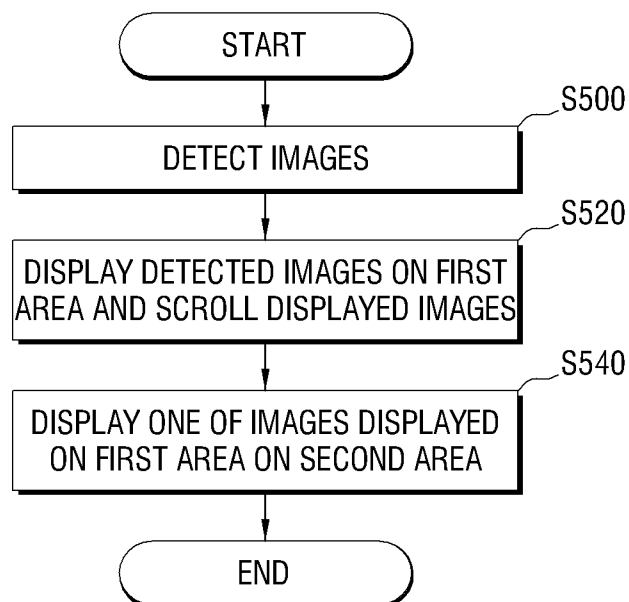 START
S500
DETECT IMAGES
S520
DISPLAY DETECTED IMAGES ON FIRST
AREA AND SCROLL DISPLAYED IMAGES
S540
DISPLAY ONE OF IMAGES DISPLAYED
ON FIRST AREA ON SECOND AREA
END